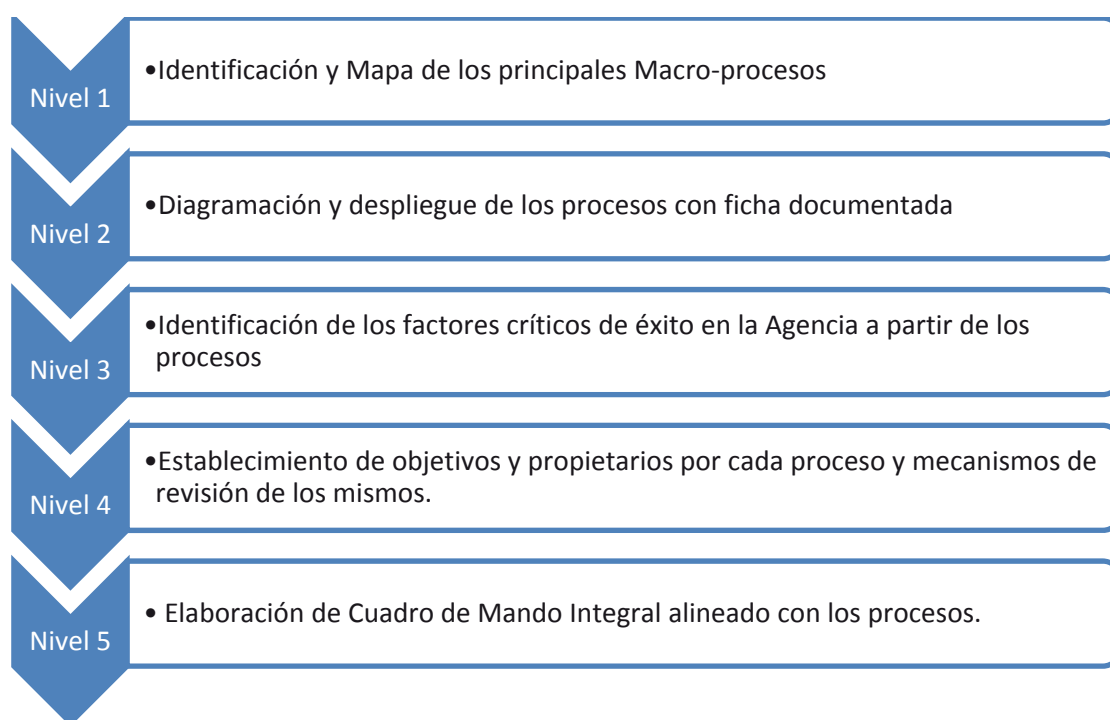 Nivel 1
•Identificación y Mapa de los principales Macro-procesos
Nivel 2
•Diagramación y despliegue de los procesos con ficha documentada
Nivel 3
•Identificación de los factores críticos de éxito en la Agencia a partir de los
procesos
Nivel 4
•Establecimiento de objetivos y propietarios por cada proceso y mecanismos de
revisión de los mismos.
Nivel 5
• Elaboración de Cuadro de Mando Integral alineado con los procesos.